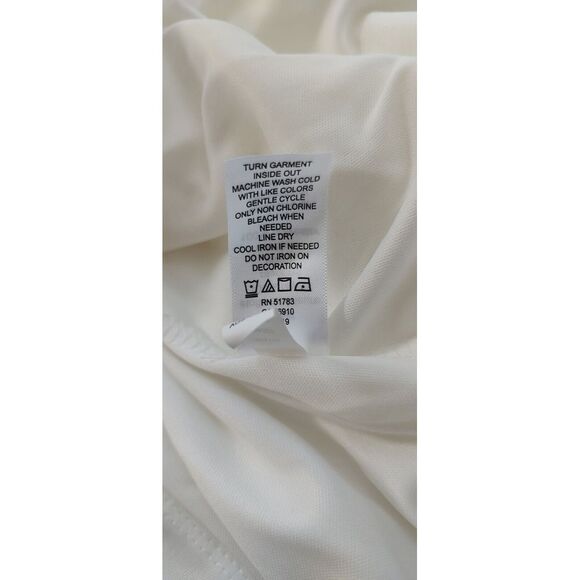 TURN GARMENT
INSIDE OUT
MACHINE WASH COLD
WITH LIKE COLORS
GENTLE CYCLE
ONLY NON CHLORINE
BLEACH WHEN
NEEDED
LINE DRY
COOL IRON IF NEEDED
DO NOT IRON ON
DECORATION
RN 51783